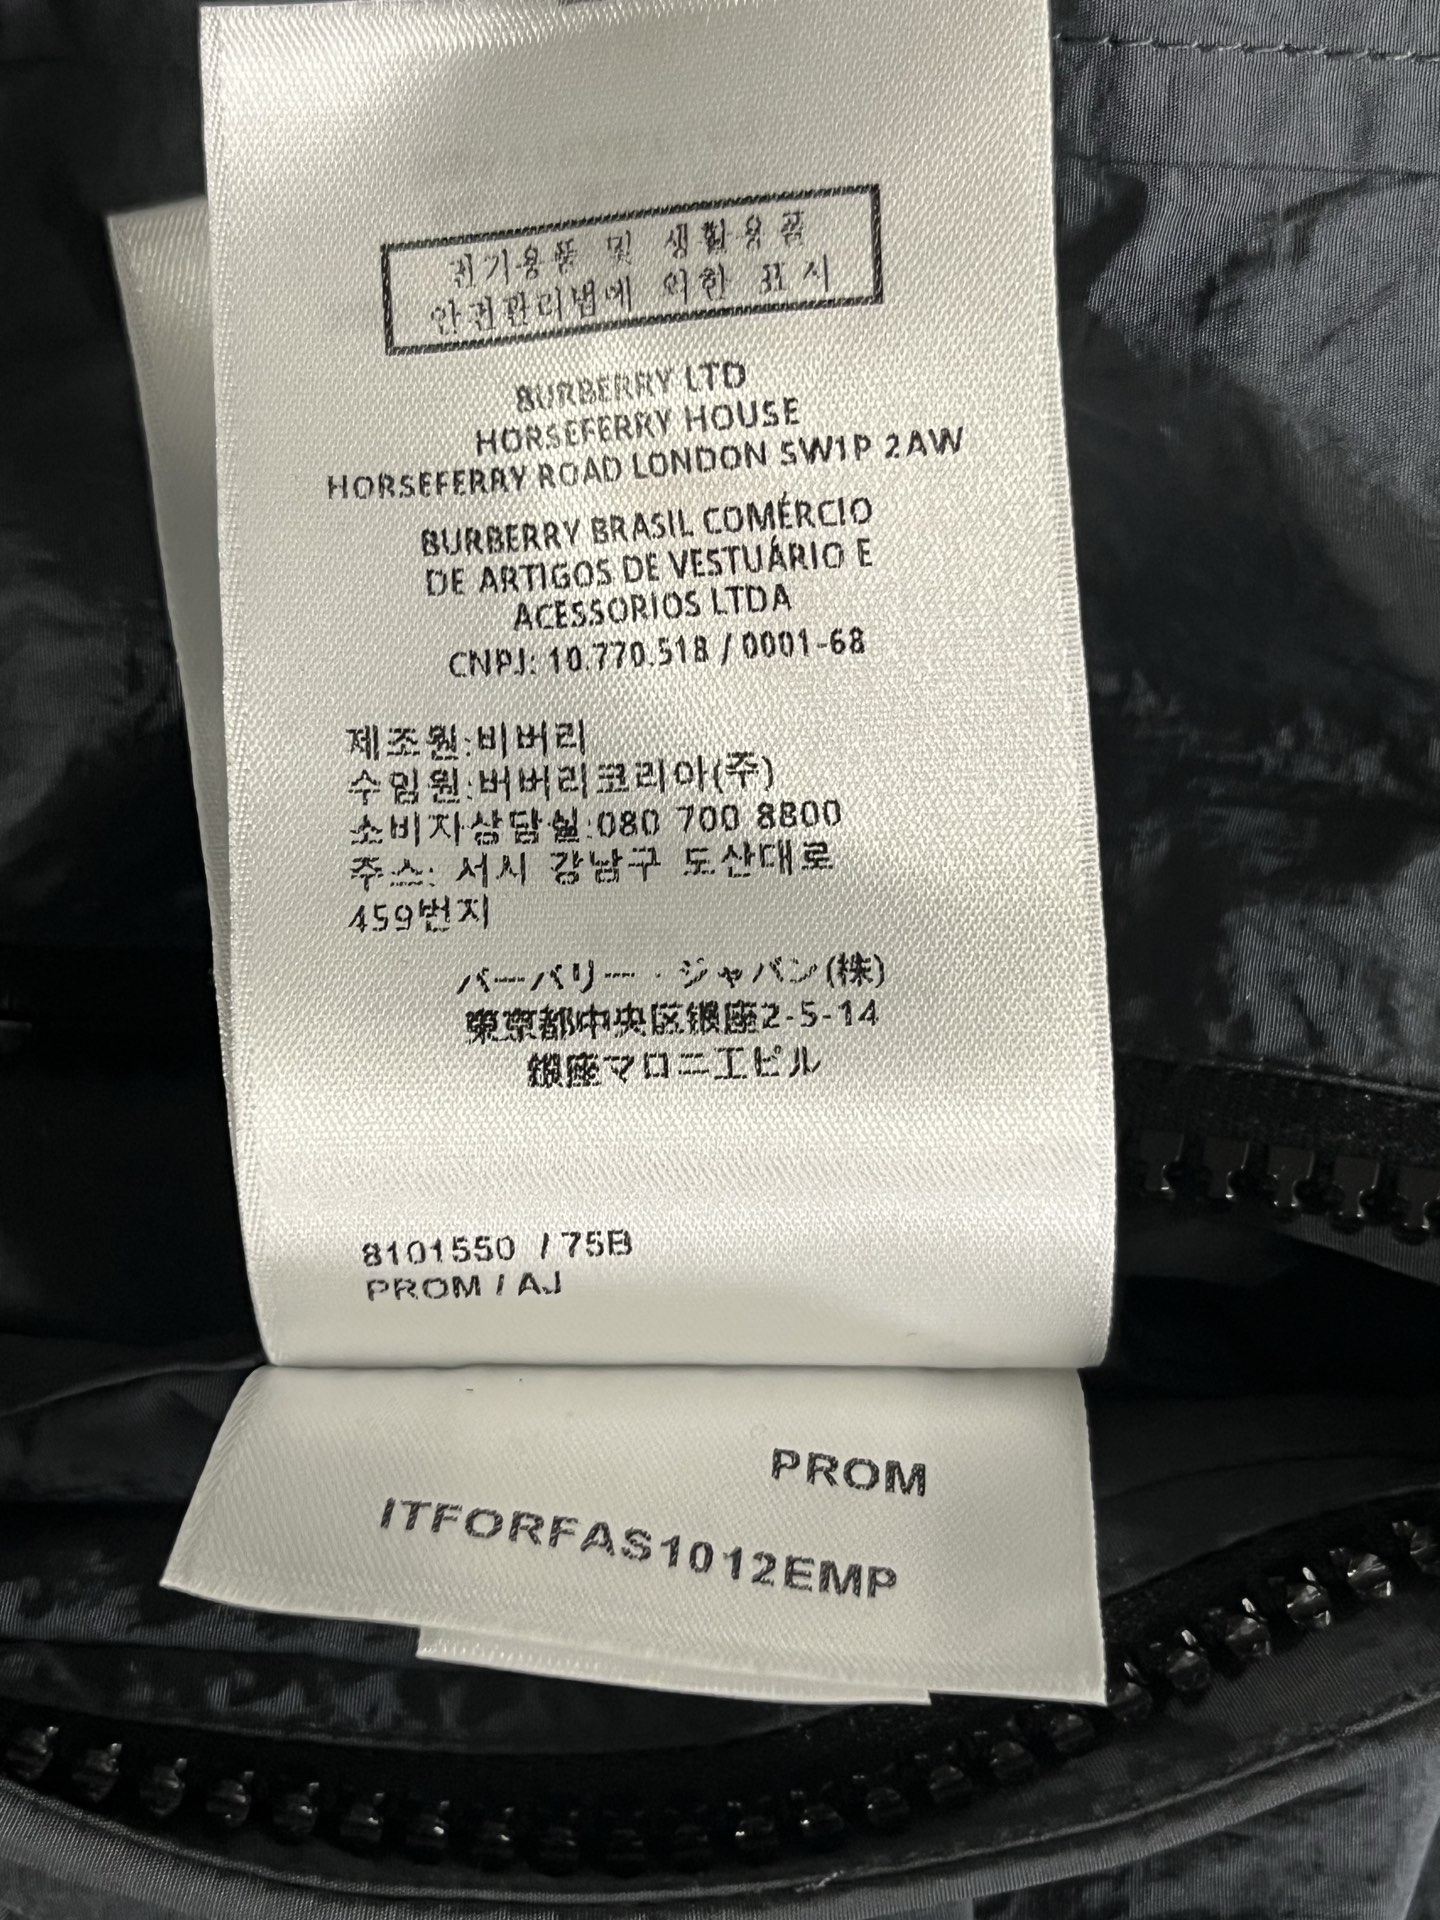 전기용품 및 생활용품
안전관리법에 의한 표시
BURBERRY LTD
HORSEFERRY HOUSE
HORSEFERRY ROAD LONDON SW1P 2AW
BURBERRY BRASIL COMÉRCIO
DE ARTIGOS DE VESTUÁRIO E
ACESSORIOS LTDA
CNPJ: 10.770.518 / 0001-68
제조원:비버리
수임원:버버리코리아(주)
소비자상담실:080 700 8800
주스: 서시 강남구 도산대로
459번지
バーバリー・ジャバン(株)
東京都中央区銀座2-5-14
銀座マロニエビル
8101550 / 75B
PROM / AJ
PROM
ITFORFAS1012EMP